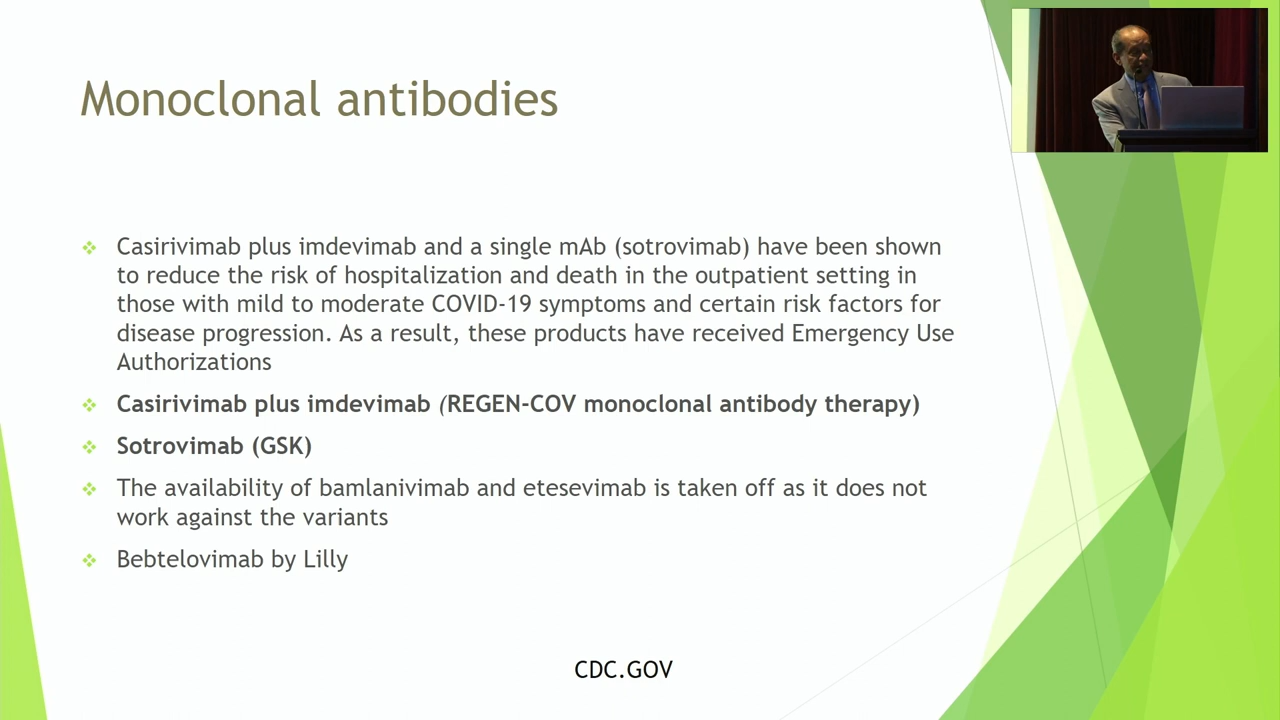 Monoclonal antibodies
Casirivimab plus imdevimab and a single mAb (sotrovimab) have been shown
to reduce the risk of hospitalization and death in the outpatient setting in
those with mild to moderate COVID-19 symptoms and certain risk factors for
disease progression. As a result, these products have received Emergency Use
Authorizations
Casirivimab plus imdevimab (REGEN-COV monoclonal antibody therapy)
Sotrovimab (GSK)
The availability of bamlanivimab and etesevimab is taken off as it does not
work against the variants
Bebtelovimab by Lilly
CDC.GOV